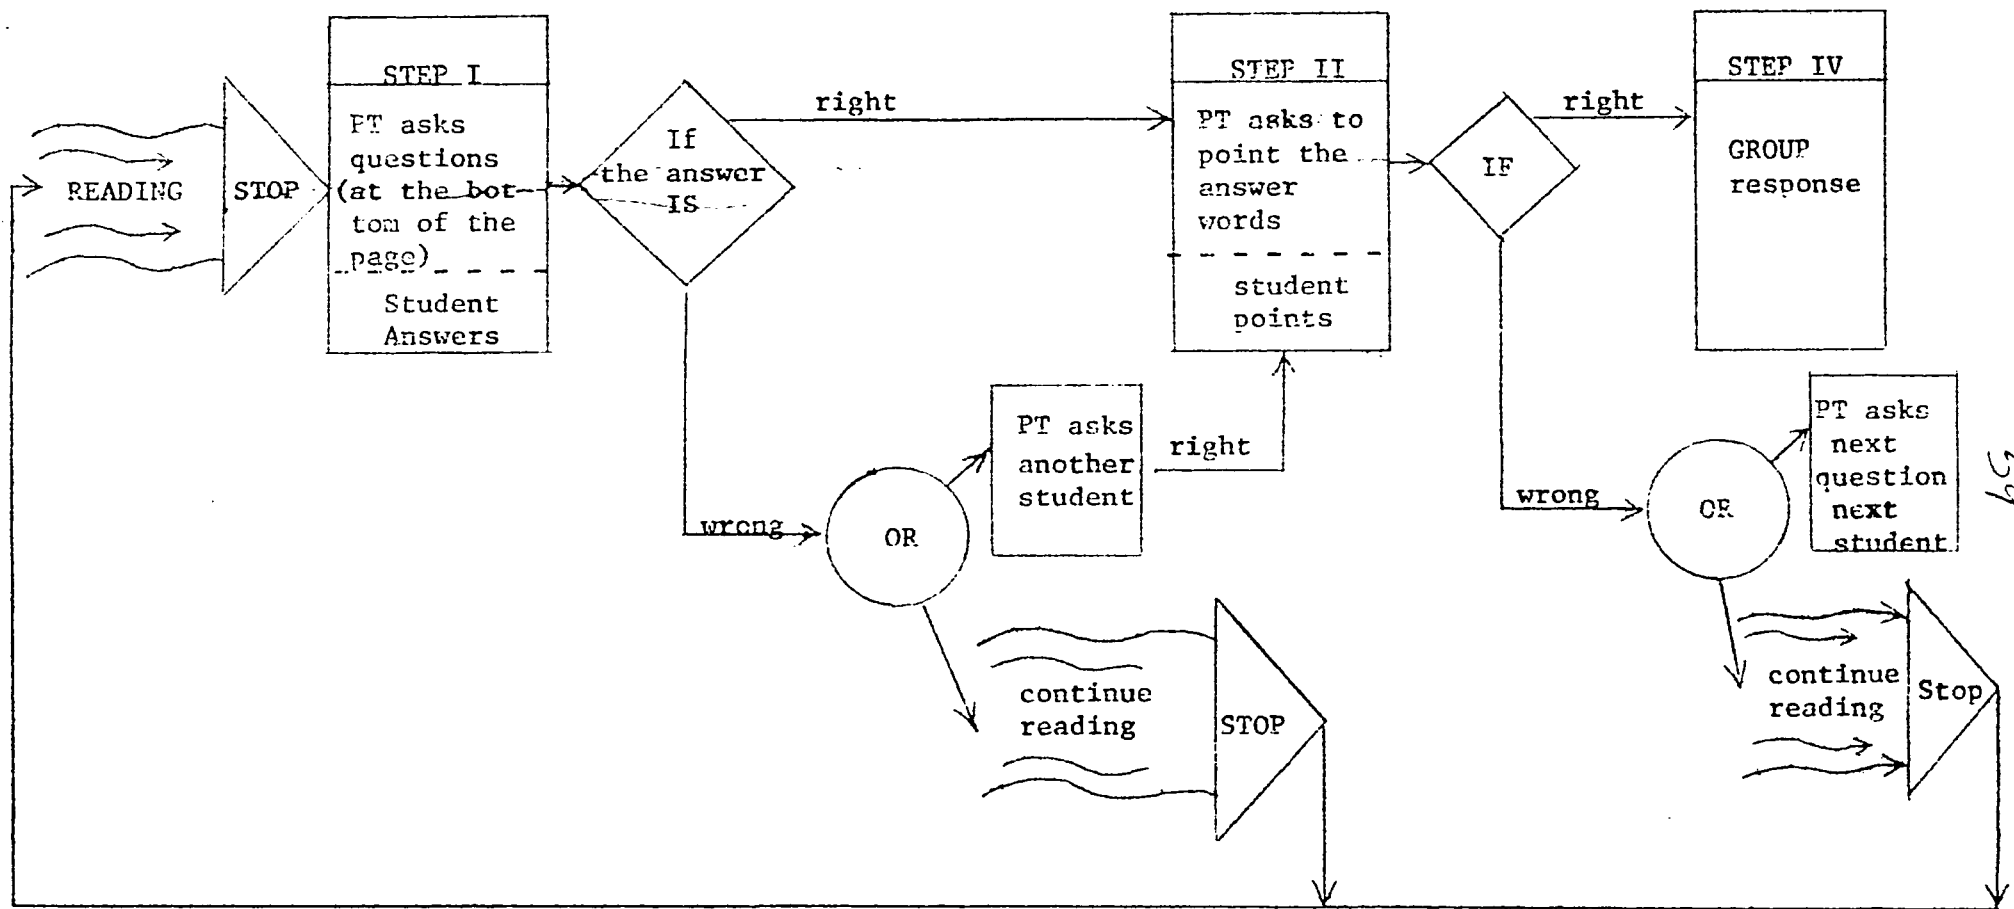 STEP I
PT asks
questions
(at the bot-
tom of the
page)
Student
Answers
READING
STOP
If
the answer
IS
right
wrong
OR
PT asks
another
student
right
continue
reading
STOP
STEP II
PT asks to
point the
answer
words
student
points
IF
right
wrong
OR
PT asks
next
question
next
student
continue
reading
Stop
STEP IV
GROUP
response
59